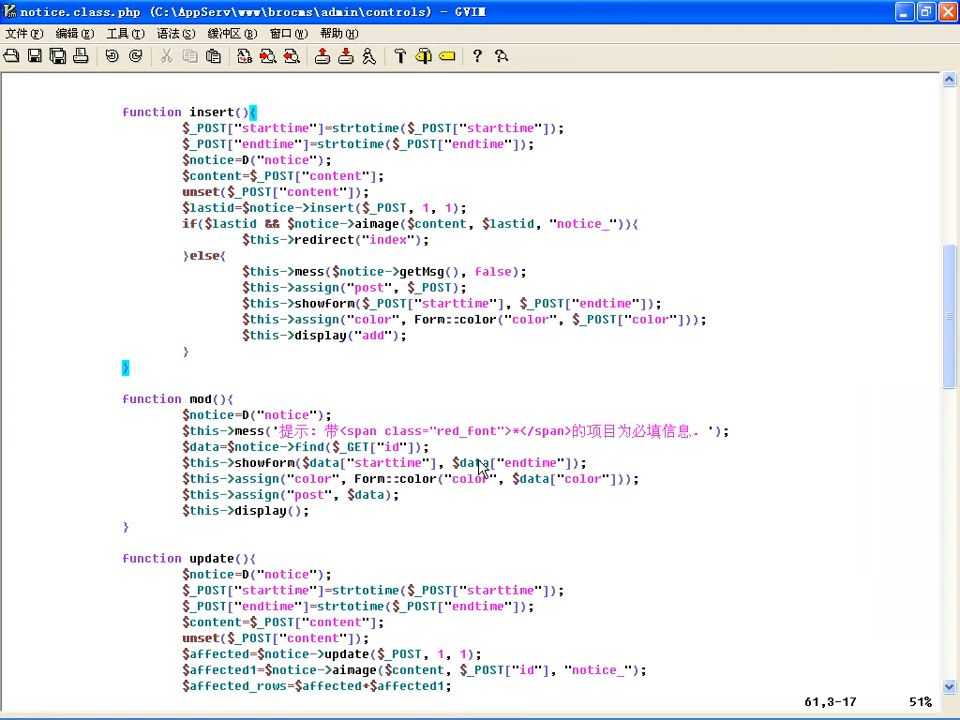 notice.class.php (C:\AppServ\www\brocms\admin\controls) - GVIM
文件(F) 编辑(E) 工具(T) 语法(S) 缓冲区(B) 窗口(W) 帮助(H)
function insert(){
$_POST["starttime"]=strtotime($_POST["starttime"]);
$_POST["endtime"]=strtotime($_POST["endtime"]);
$notice=D("notice");
$content=$_POST["content"];
unset($_POST["content"]);
$lastid=$notice->insert($_POST, 1, 1);
if($lastid && $notice->aimage($content, $lastid, "notice_")){
$this->redirect("index");
}else{
$this->mess($notice->getMsg(), false);
$this->assign("post", $_POST);
$this->showform($_POST["starttime"], $_POST["endtime"]);
$this->assign("color", Form::color("color", $_POST["color"]));
$this->display("add");
}
}
function mod(){
$notice=D("notice");
$this->mess('提示: 带<span class="red_font">*</span>的项目为必填信息. ');
$data=$notice->find($_GET["id"]);
$this->showform($data["starttime"], $data["endtime"]);
$this->assign("color", Form::color("color", $data["color"]));
$this->assign("post", $data);
$this->display();
}
function update(){
$notice=D("notice");
$_POST["starttime"]=strtotime($_POST["starttime"]);
$_POST["endtime"]=strtotime($_POST["endtime"]);
$content=$_POST["content"];
unset($_POST["content"]);
$affected=$notice->update($_POST, 1, 1);
$affected1=$notice->aimage($content, $_POST["id"], "notice_");
$affected_rows=$affected+$affected1;
61,3-17 51%